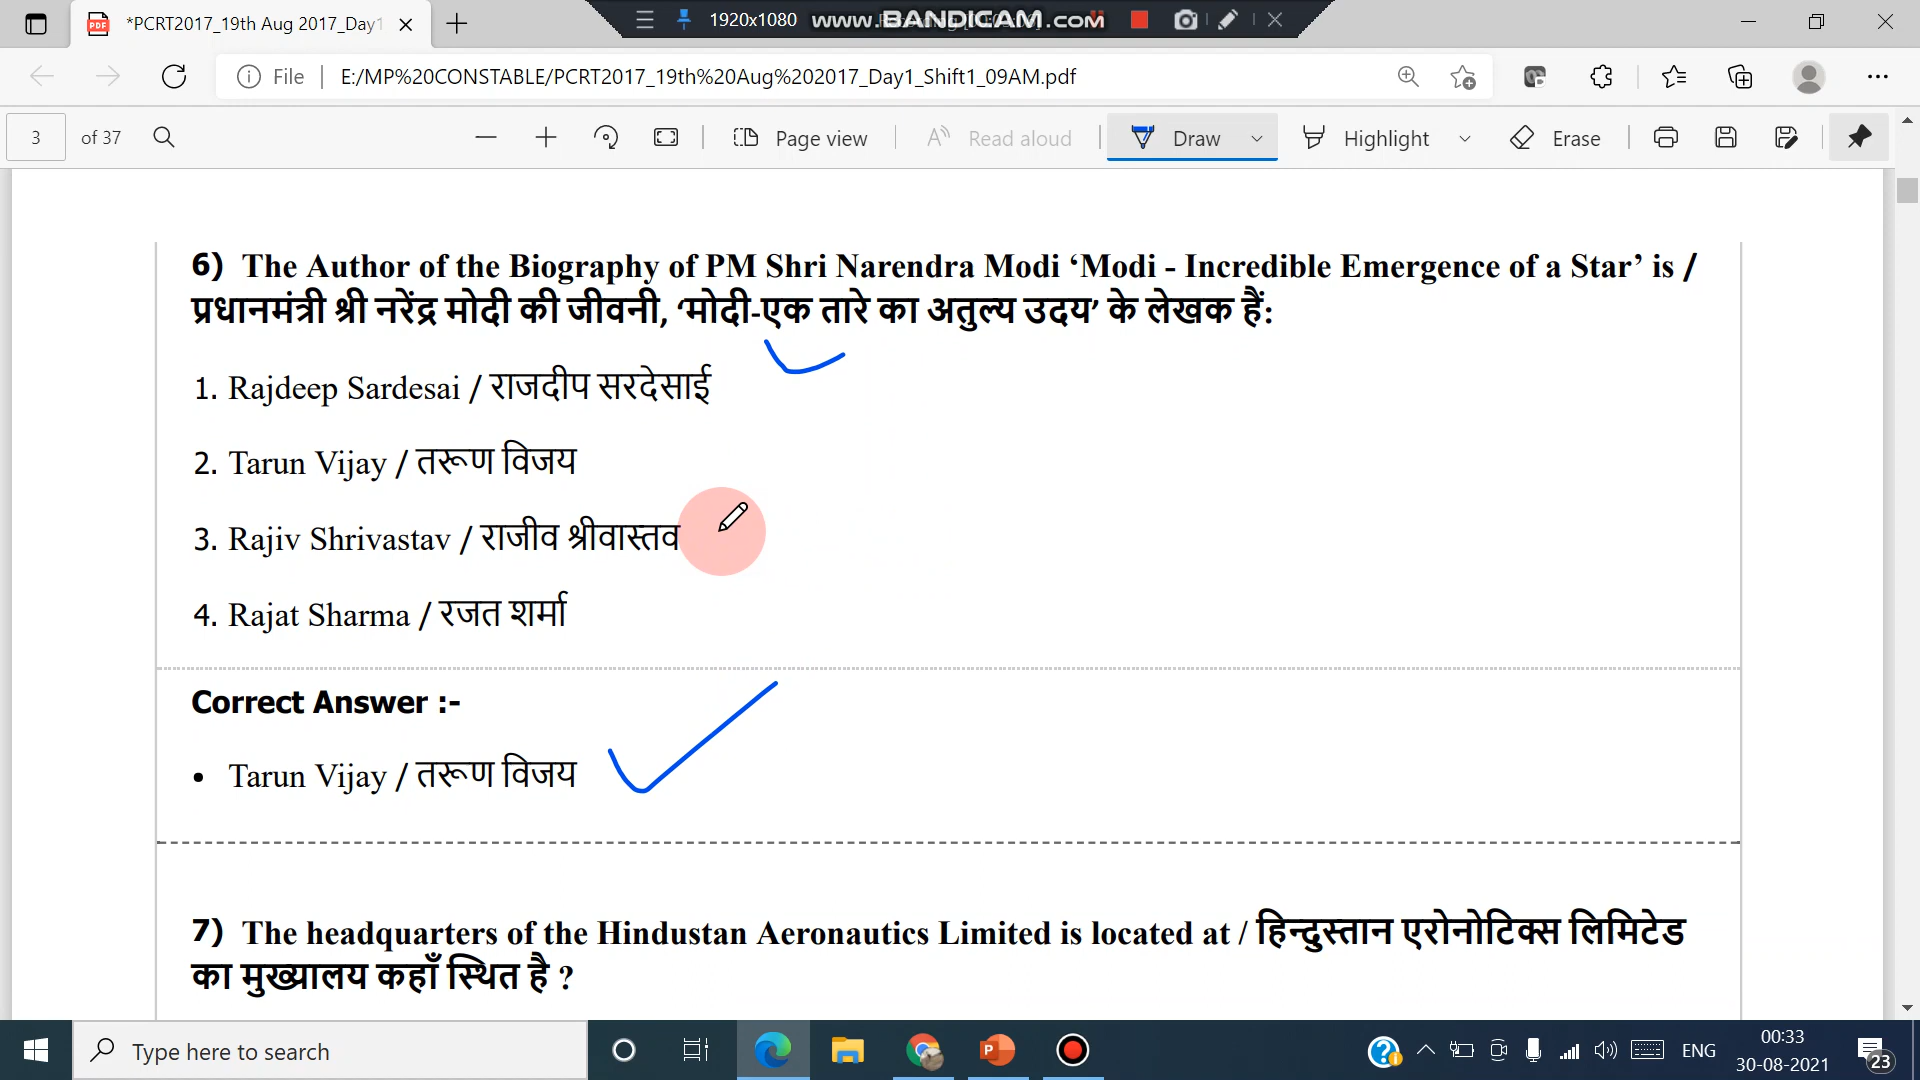 *PCRT2017_19th Aug 2017_Day1
1920x1080 www.BANDICAM.com
File E:/MP%20CONSTABLE/PCRT2017_19th%20Aug%202017_Day1_Shift1_09AM.pdf
3 of 37 Page view Read aloud Draw Highlight Erase
6) The Author of the Biography of PM Shri Narendra Modi ‘Modi - Incredible Emergence of a Star’ is /
प्रधानमंत्री श्री नरेंद्र मोदी की जीवनी, ‘मोदी-एक तारे का अतुल्य उदय’ के लेखक हैं:
1. Rajdeep Sardesai / राजदीप सरदेसाई
2. Tarun Vijay / तरूण विजय
3. Rajiv Shrivastav / राजीव श्रीवास्तव
4. Rajat Sharma / रजत शर्मा
Correct Answer :-
• Tarun Vijay / तरूण विजय
7) The headquarters of the Hindustan Aeronautics Limited is located at / हिन्दुस्तान एरोनोटिक्स लिमिटेड
का मुख्यालय कहाँ स्थित है ?
Type here to search
ENG
00:33
30-08-2021
23